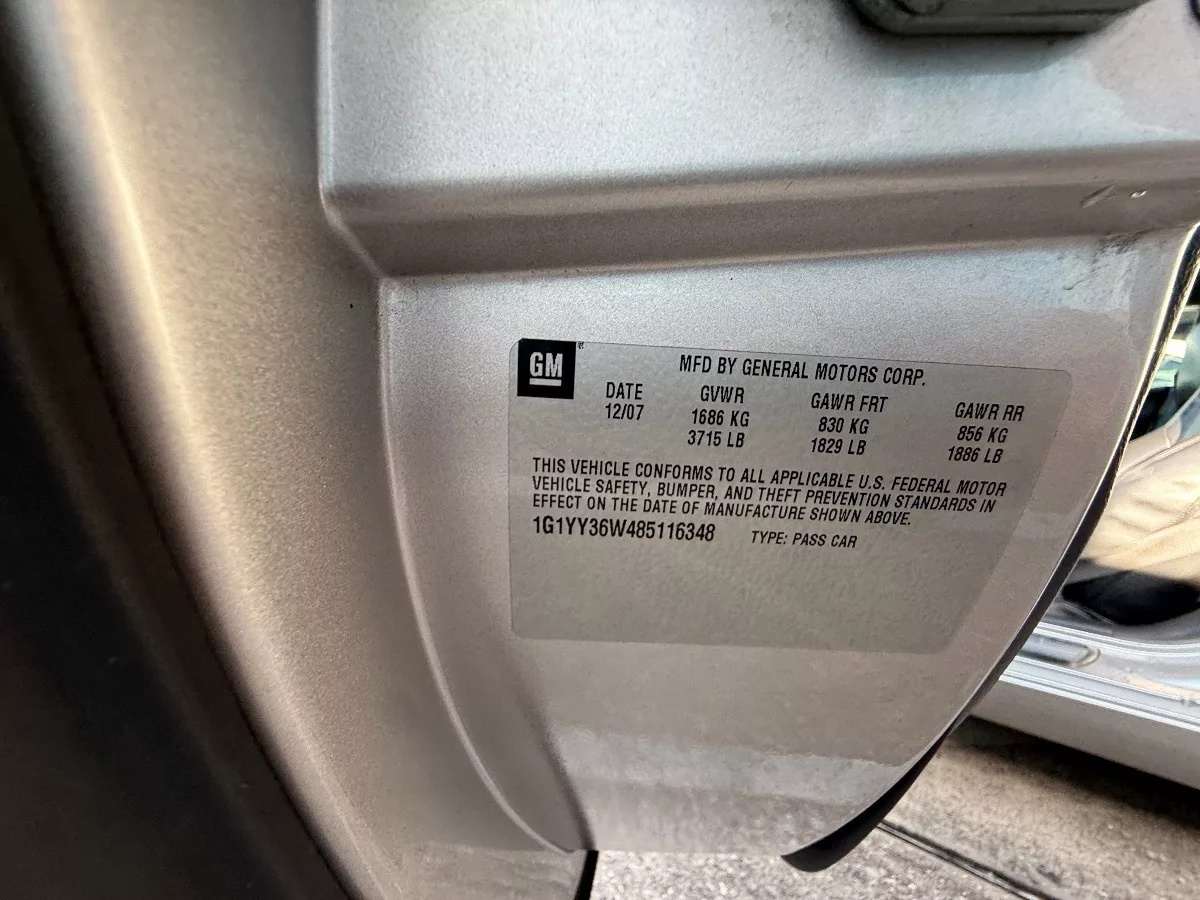 GM
MFD BY GENERAL MOTORS CORP.
DATE GVWR GAWR FRT GAWR RR
12/07 1686 KG 830 KG 856 KG
3715 LB 1829 LB 1886 LB
THIS VEHICLE CONFORMS TO ALL APPLICABLE U.S. FEDERAL MOTOR
VEHICLE SAFETY, BUMPER, AND THEFT PREVENTION STANDARDS IN
EFFECT ON THE DATE OF MANUFACTURE SHOWN ABOVE.
1G1YY36W485116348 TYPE: PASS CAR